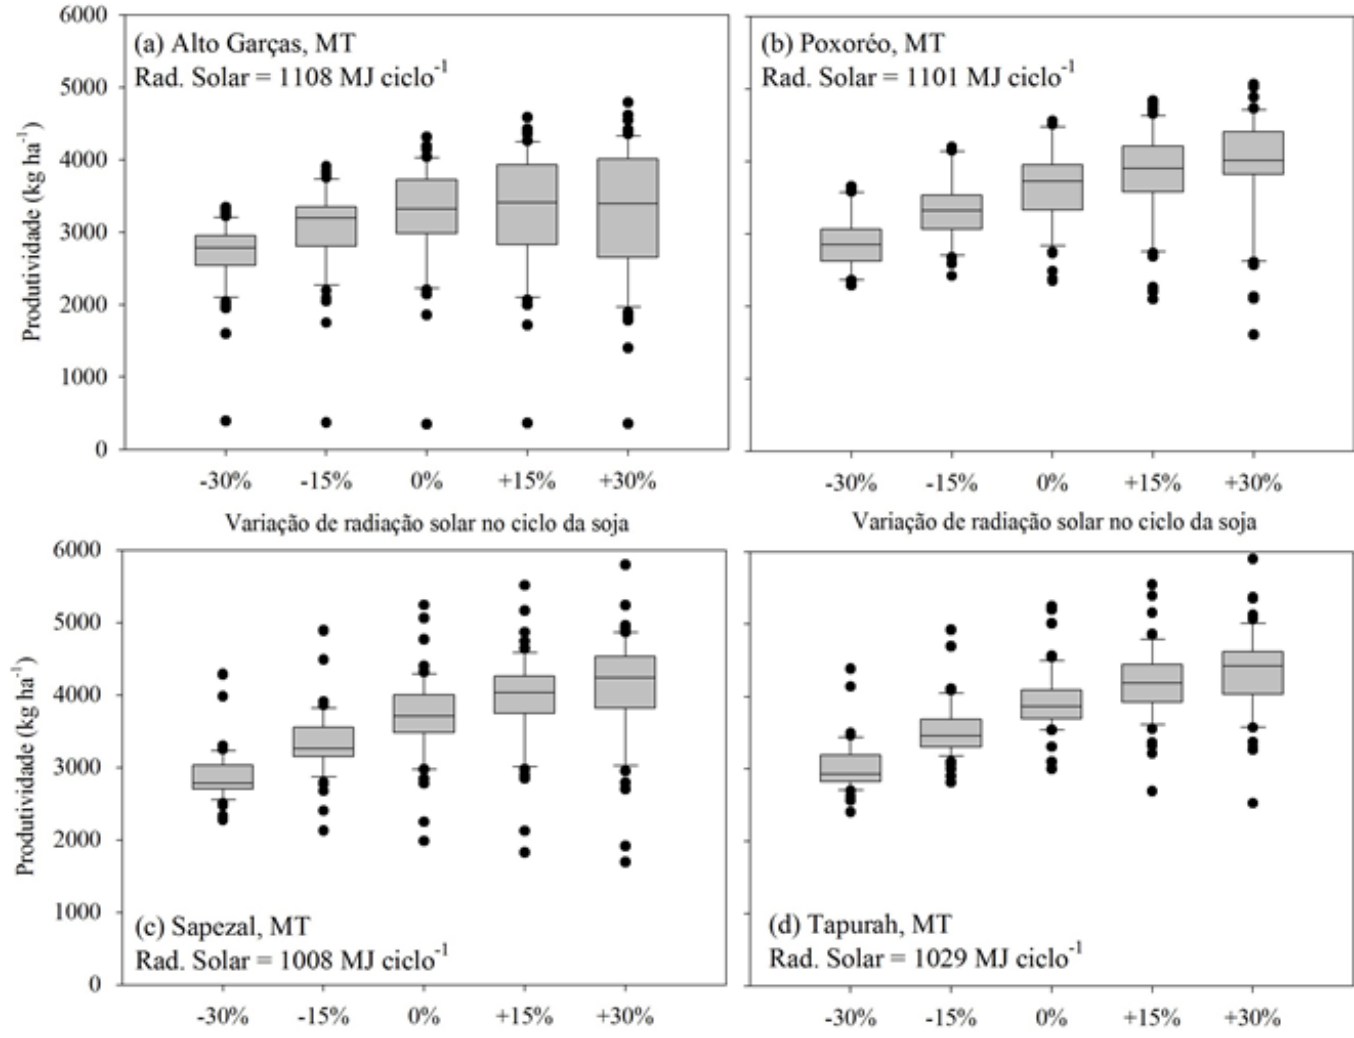 6000
5000
4000
3000
2000
1000
0
Produtividade (kg ha⁻¹)
(a) Alto Garças, MT
Rad. Solar = 1108 MJ ciclo⁻¹
-30% -15% 0% +15% +30%
Variação de radiação solar no ciclo da soja
(b) Poxoréo, MT
Rad. Solar = 1101 MJ ciclo⁻¹
-30% -15% 0% +15% +30%
Variação de radiação solar no ciclo da soja
6000
5000
4000
3000
2000
1000
0
Produtividade (kg ha⁻¹)
(c) Sapezal, MT
Rad. Solar = 1008 MJ ciclo⁻¹
-30% -15% 0% +15% +30%
(d) Tapurah, MT
Rad. Solar = 1029 MJ ciclo⁻¹
-30% -15% 0% +15% +30%